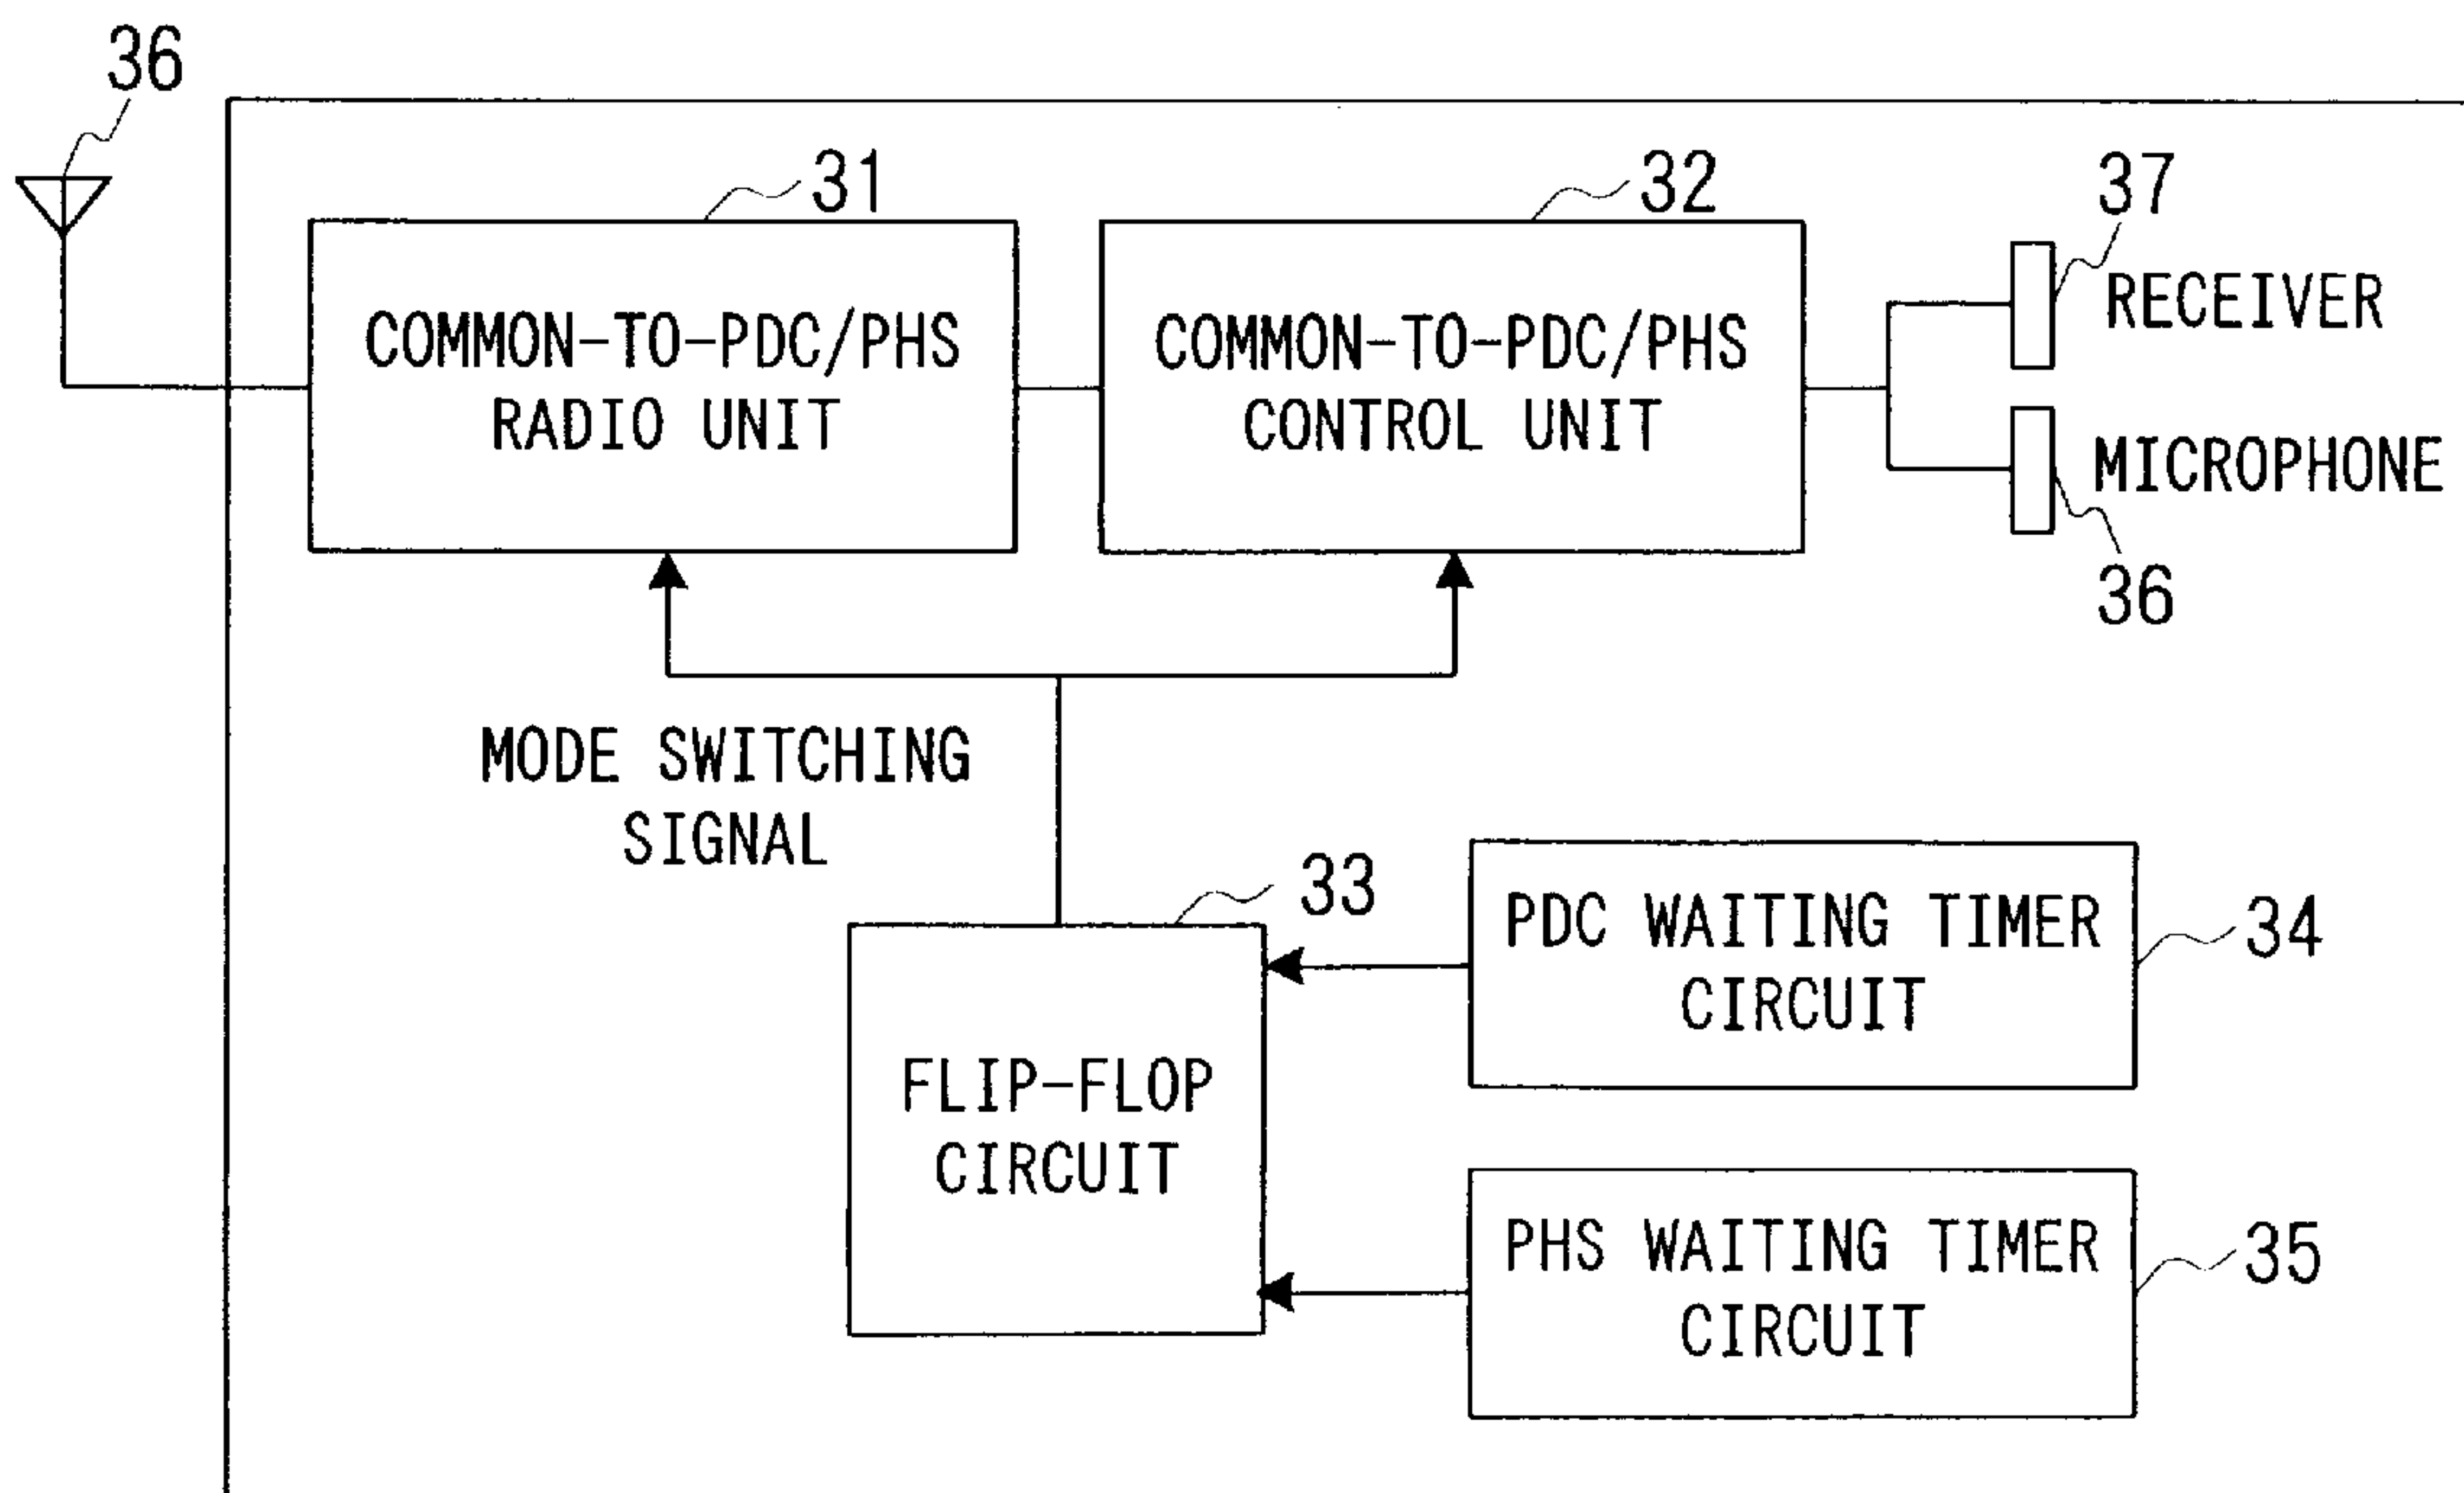 36
31
32
37
COMMON-TO-PDC/PHS
RADIO UNIT
COMMON-TO-PDC/PHS
CONTROL UNIT
RECEIVER
MICROPHONE
36
MODE SWITCHING
SIGNAL
33
PDC WAITING TIMER
CIRCUIT
34
FLIP-FLOP
CIRCUIT
PHS WAITING TIMER
CIRCUIT
35